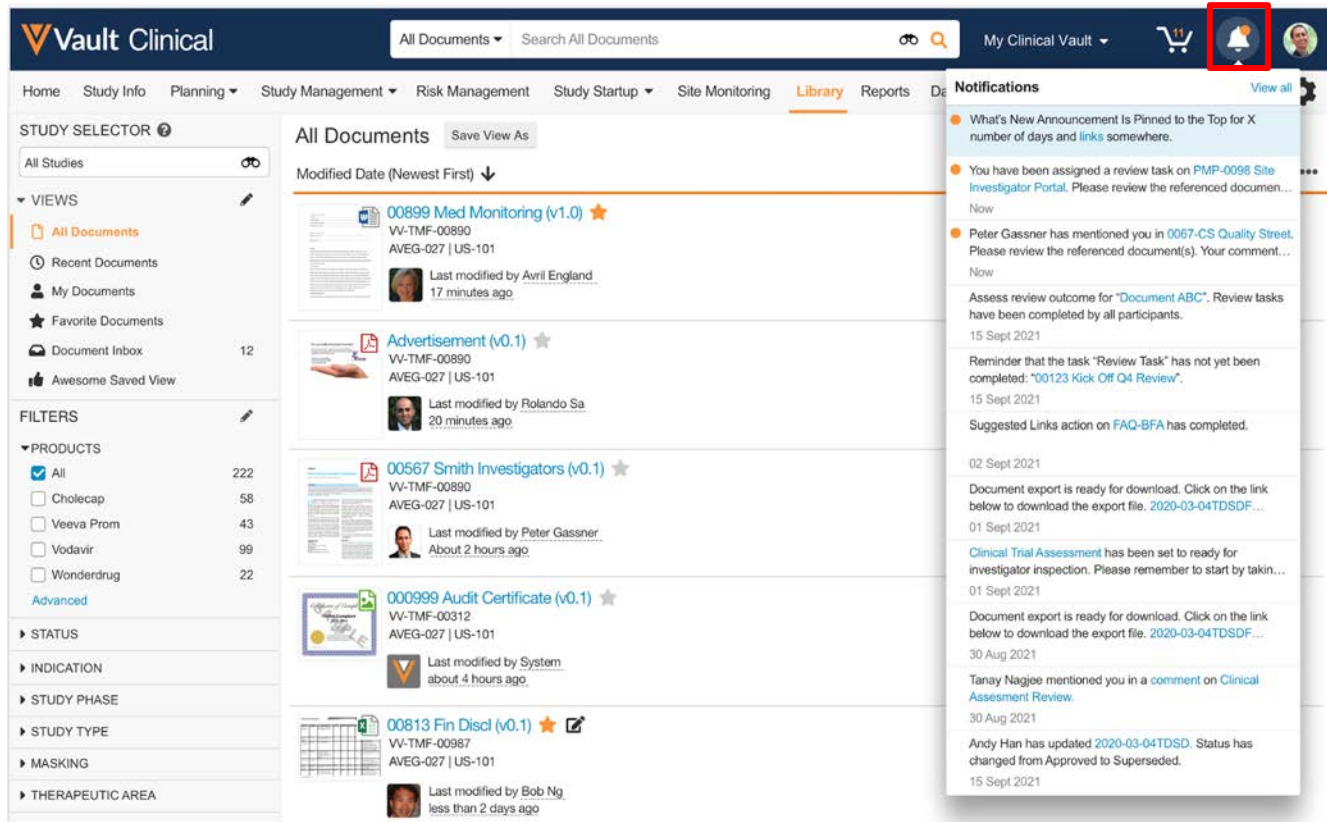 Vault Clinical
All Documents
Search All Documents
My Clinical Vault
11
Home Study Info Planning Study Management Risk Management Study Startup Site Monitoring Library Reports Da
STUDY SELECTOR
All Studies
VIEWS
All Documents
Recent Documents
My Documents
Favorite Documents
Document Inbox 12
Awesome Saved View
FILTERS
PRODUCTS
All 222
Cholecap 58
Veeva Prom 43
Vodavir 99
Wonderdrug 22
Advanced
STATUS
INDICATION
STUDY PHASE
STUDY TYPE
MASKING
THERAPEUTIC AREA
All Documents Save View As
Modified Date (Newest First)
00899 Med Monitoring (v1.0)
VV-TMF-00890
AVEG-027 | US-101
Last modified by Avril England
17 minutes ago
Advertisement (v0.1)
VV-TMF-00890
AVEG-027 | US-101
Last modified by Rolando Sa
20 minutes ago
00567 Smith Investigators (v0.1)
VV-TMF-00890
AVEG-027 | US-101
Last modified by Peter Gassner
About 2 hours ago
000999 Audit Certificate (v0.1)
VV-TMF-00312
AVEG-027 | US-101
Last modified by System
about 4 hours ago
SAMPLE
00813 Fin Discl (v0.1)
VV-TMF-00987
AVEG-027 | US-101
Last modified by Bob Ng
less than 2 days ago
Notifications View all
What's New Announcement Is Pinned to the Top for X
number of days and links somewhere.
You have been assigned a review task on PMP-0098 Site
Investigator Portal. Please review the referenced documen...
Now
Peter Gassner has mentioned you in 0067-CS Quality Street.
Please review the referenced document(s). Your comment...
Now
Assess review outcome for “Document ABC”. Review tasks
have been completed by all participants.
15 Sept 2021
Reminder that the task “Review Task” has not yet been
completed: “00123 Kick Off Q4 Review”.
15 Sept 2021
Suggested Links action on FAQ-BFA has completed.
02 Sept 2021
Document export is ready for download. Click on the link
below to download the export file. 2020-03-04TDSDF...
01 Sept 2021
Clinical Trial Assessment has been set to ready for
investigator inspection. Please remember to start by takin...
01 Sept 2021
Document export is ready for download. Click on the link
below to download the export file. 2020-03-04TDSDF...
30 Aug 2021
Tanay Nagjee mentioned you in a comment on Clinical
Assesment Review.
30 Aug 2021
Andy Han has updated 2020-03-04TDSD. Status has
changed from Approved to Superseded.
15 Sept 2021